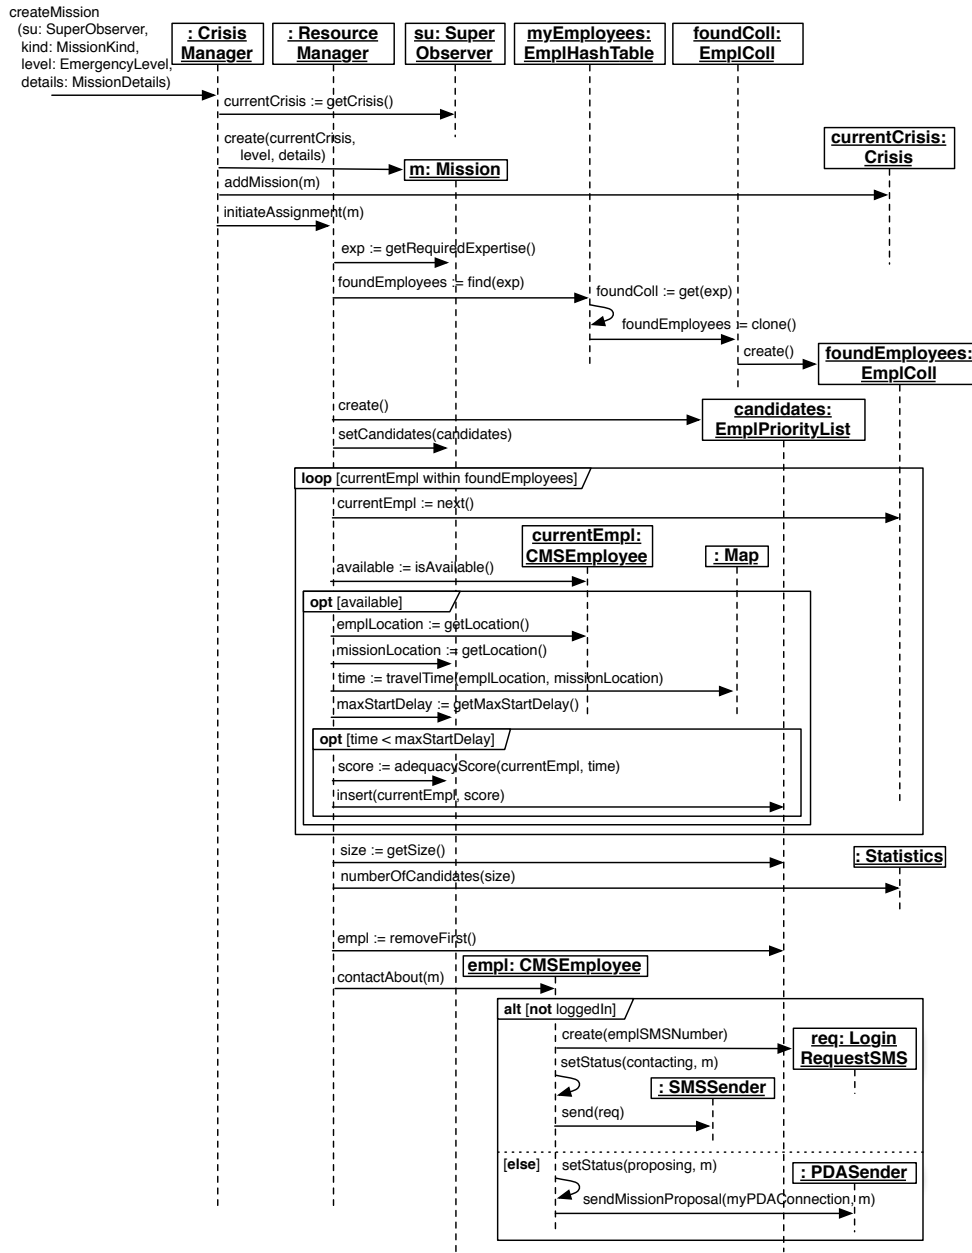 createMission
(su: SuperObserver,
kind: MissionKind,
level: EmergencyLevel,
details: MissionDetails)
: Crisis
Manager
: Resource
Manager
su: Super
Observer
myEmployees:
EmplHashTable
foundColl:
EmplColl
currentCrisis := getCrisis()
create(currentCrisis,
level, details)
m: Mission
currentCrisis:
Crisis
addMission(m)
initiateAssignment(m)
exp := getRequiredExpertise()
foundEmployees := find(exp)
foundColl := get(exp)
foundEmployees = clone()
create()
foundEmployees:
EmplColl
create()
candidates:
EmplPriorityList
setCandidates(candidates)
loop [currentEmpl within foundEmployees]
currentEmpl := next()
currentEmpl:
CMSEmployee
: Map
available := isAvailable()
opt [available]
emplLocation := getLocation()
missionLocation := getLocation()
time := travelTime(emplLocation, missionLocation)
maxStartDelay := getMaxStartDelay()
opt [time < maxStartDelay]
score := adequacyScore(currentEmpl, time)
insert(currentEmpl, score)
size := getSize()
: Statistics
numberOfCandidates(size)
empl := removeFirst()
empl: CMSEmployee
contactAbout(m)
alt [not loggedIn]
create(emplSMSNumber)
req: Login
RequestSMS
setStatus(contacting, m)
: SMSSender
send(req)
[else]
setStatus(proposing, m)
: PDASender
sendMissionProposal(myPDAConnection, m)